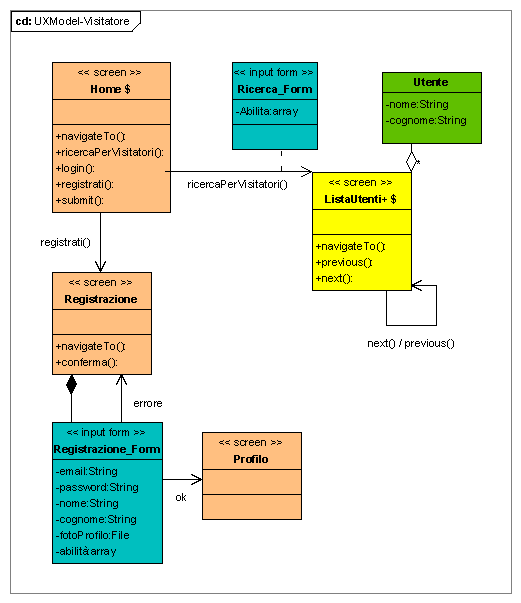 cd: UXModel-Visitatore
<< screen >>
Home $
+navigateTo():
+ricercaPerVisitatori():
+login():
+registrati():
+submit():
<< input form >>
Ricerca_Form
-Abilita:array
Utente
-nome:String
-cognome:String
ricercaPerVisitatori()
*
<< screen >>
ListaUtenti+ $
+navigateTo():
+previous():
+next():
registrati()
<< screen >>
Registrazione
+navigateTo():
+conferma():
next() / previous()
errore
<< input form >>
Registrazione_Form
-email:String
-password:String
-nome:String
-cognome:String
-fotoProfilo:File
-abilità:array
ok
<< screen >>
Profilo